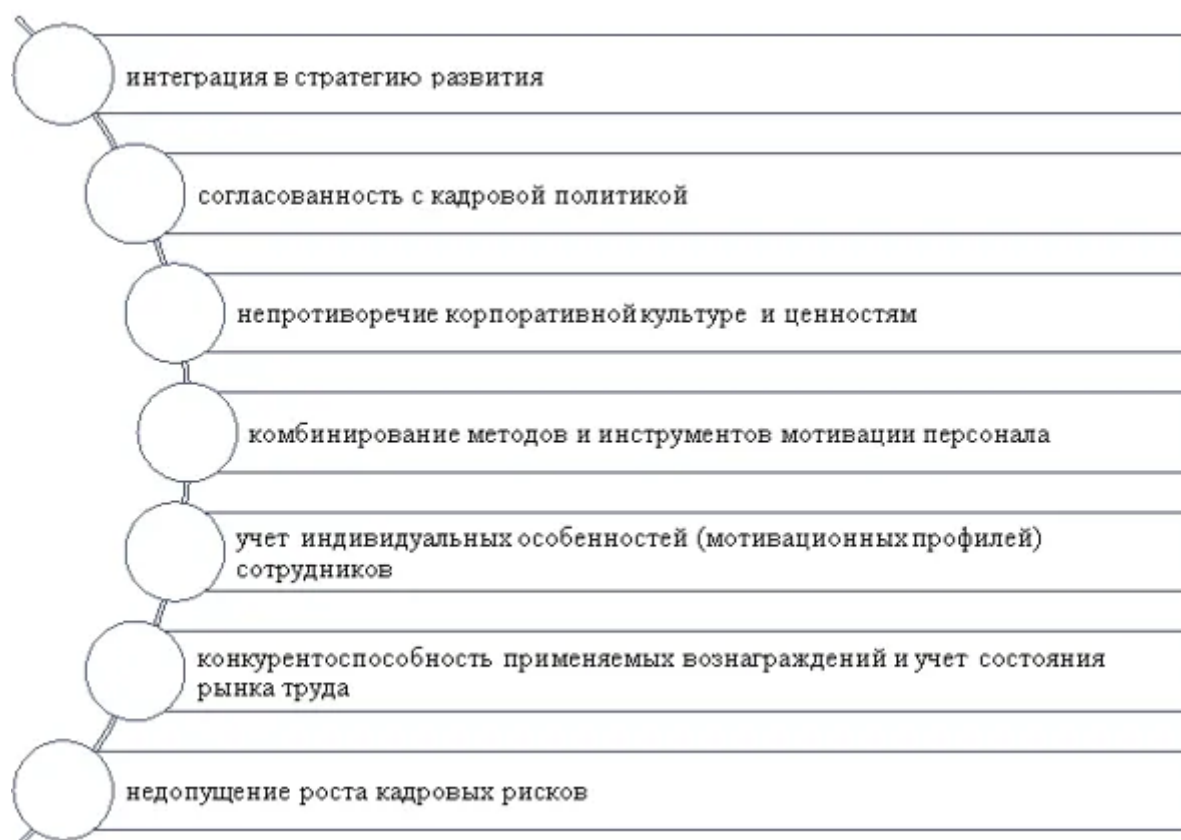 интеграция в стратегию развития
согласованность с кадровой политикой
непротиворечие корпоративной культуре и ценностям
комбинирование методов и инструментов мотивации персонала
учет индивидуальных особенностей (мотивационных профилей)
сотрудников
конкурентоспособность применяемых вознаграждений и учет состояния
рынка труда
недопущение роста кадровых рисков